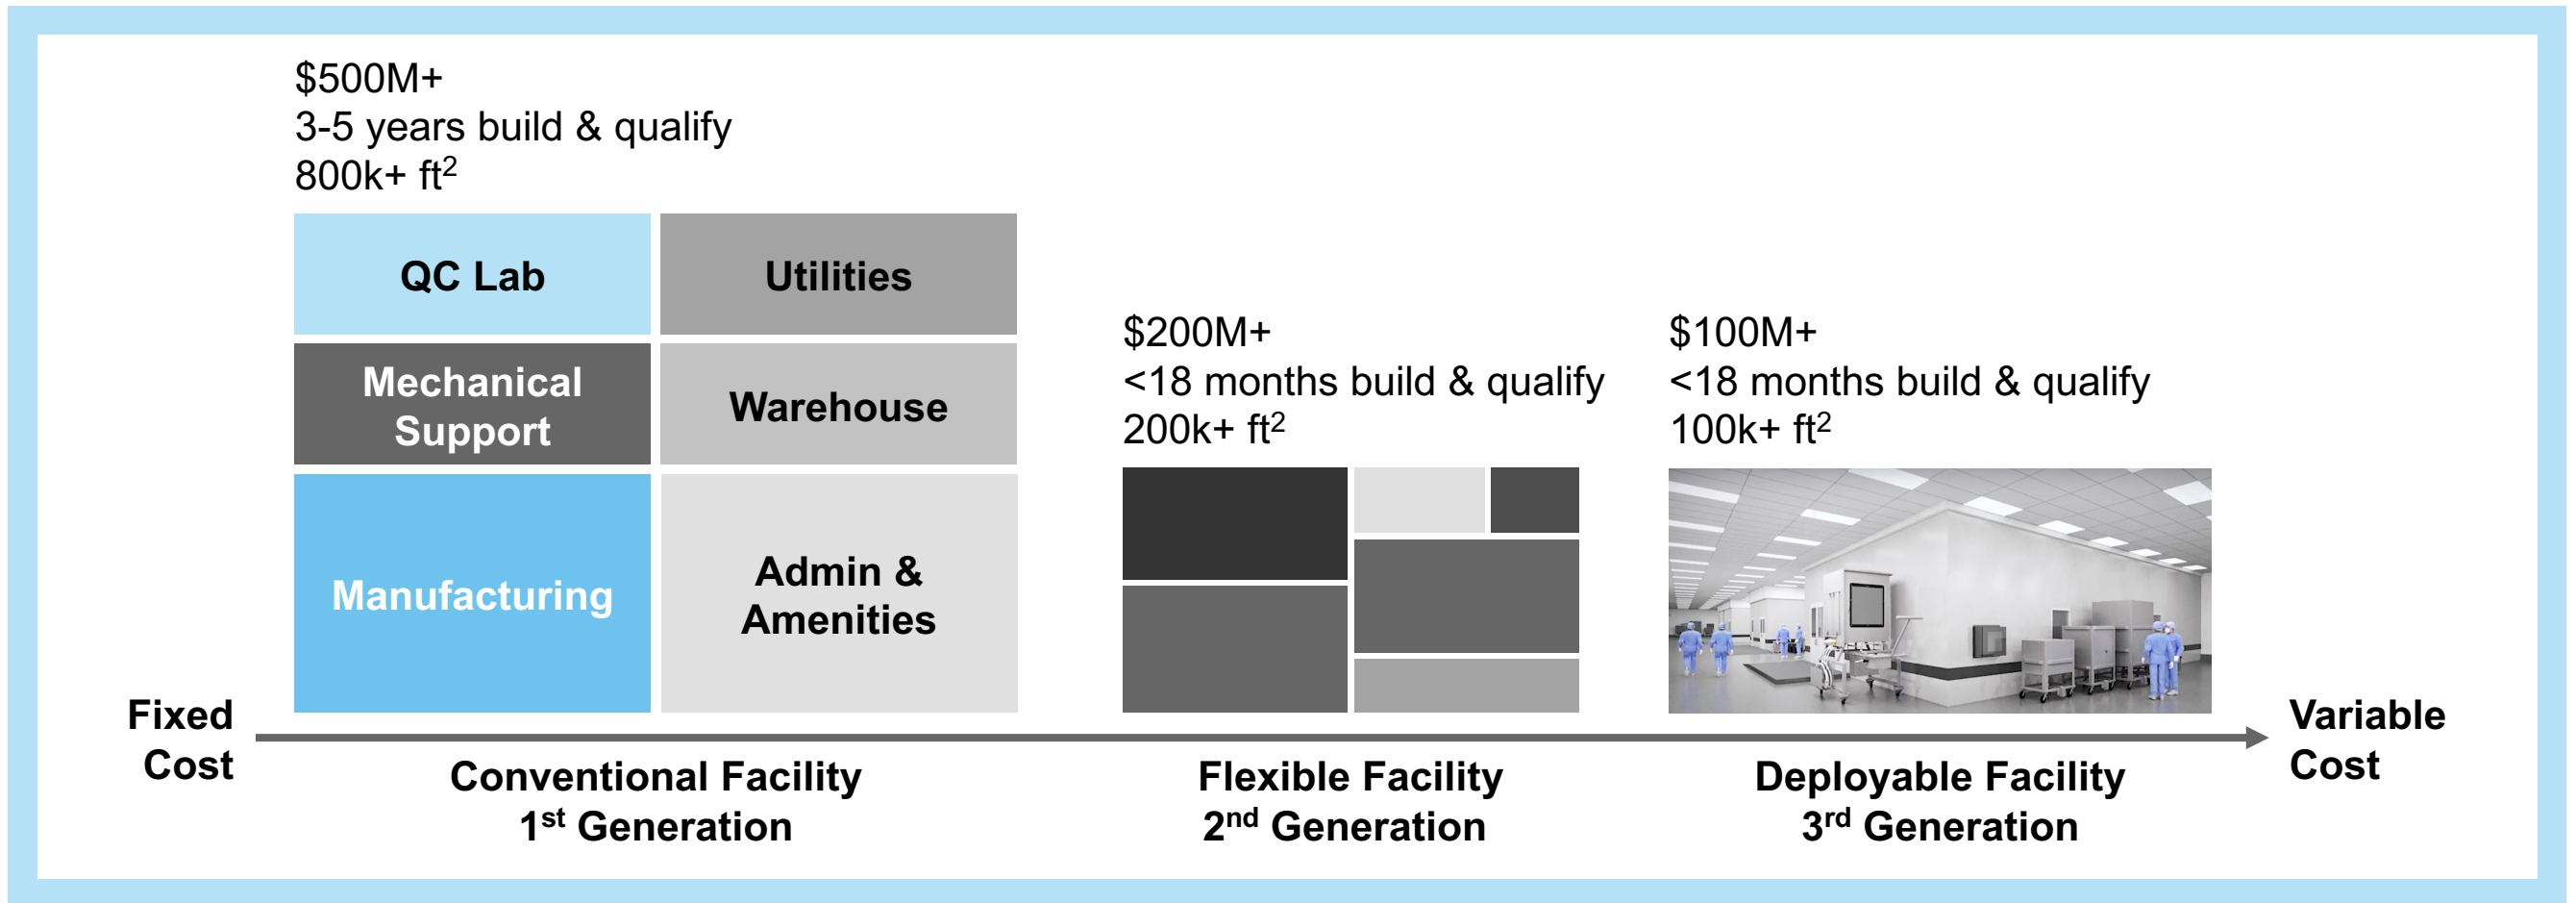 $500M+
3-5 years build & qualify
800k+ ft²
QC Lab
Utilities
Mechanical
Support
Warehouse
Manufacturing
Admin &
Amenities
$200M+
<18 months build & qualify
200k+ ft²
$100M+
<18 months build & qualify
100k+ ft²
Fixed
Cost
Variable
Cost
Conventional Facility
1st Generation
Flexible Facility
2nd Generation
Deployable Facility
3rd Generation